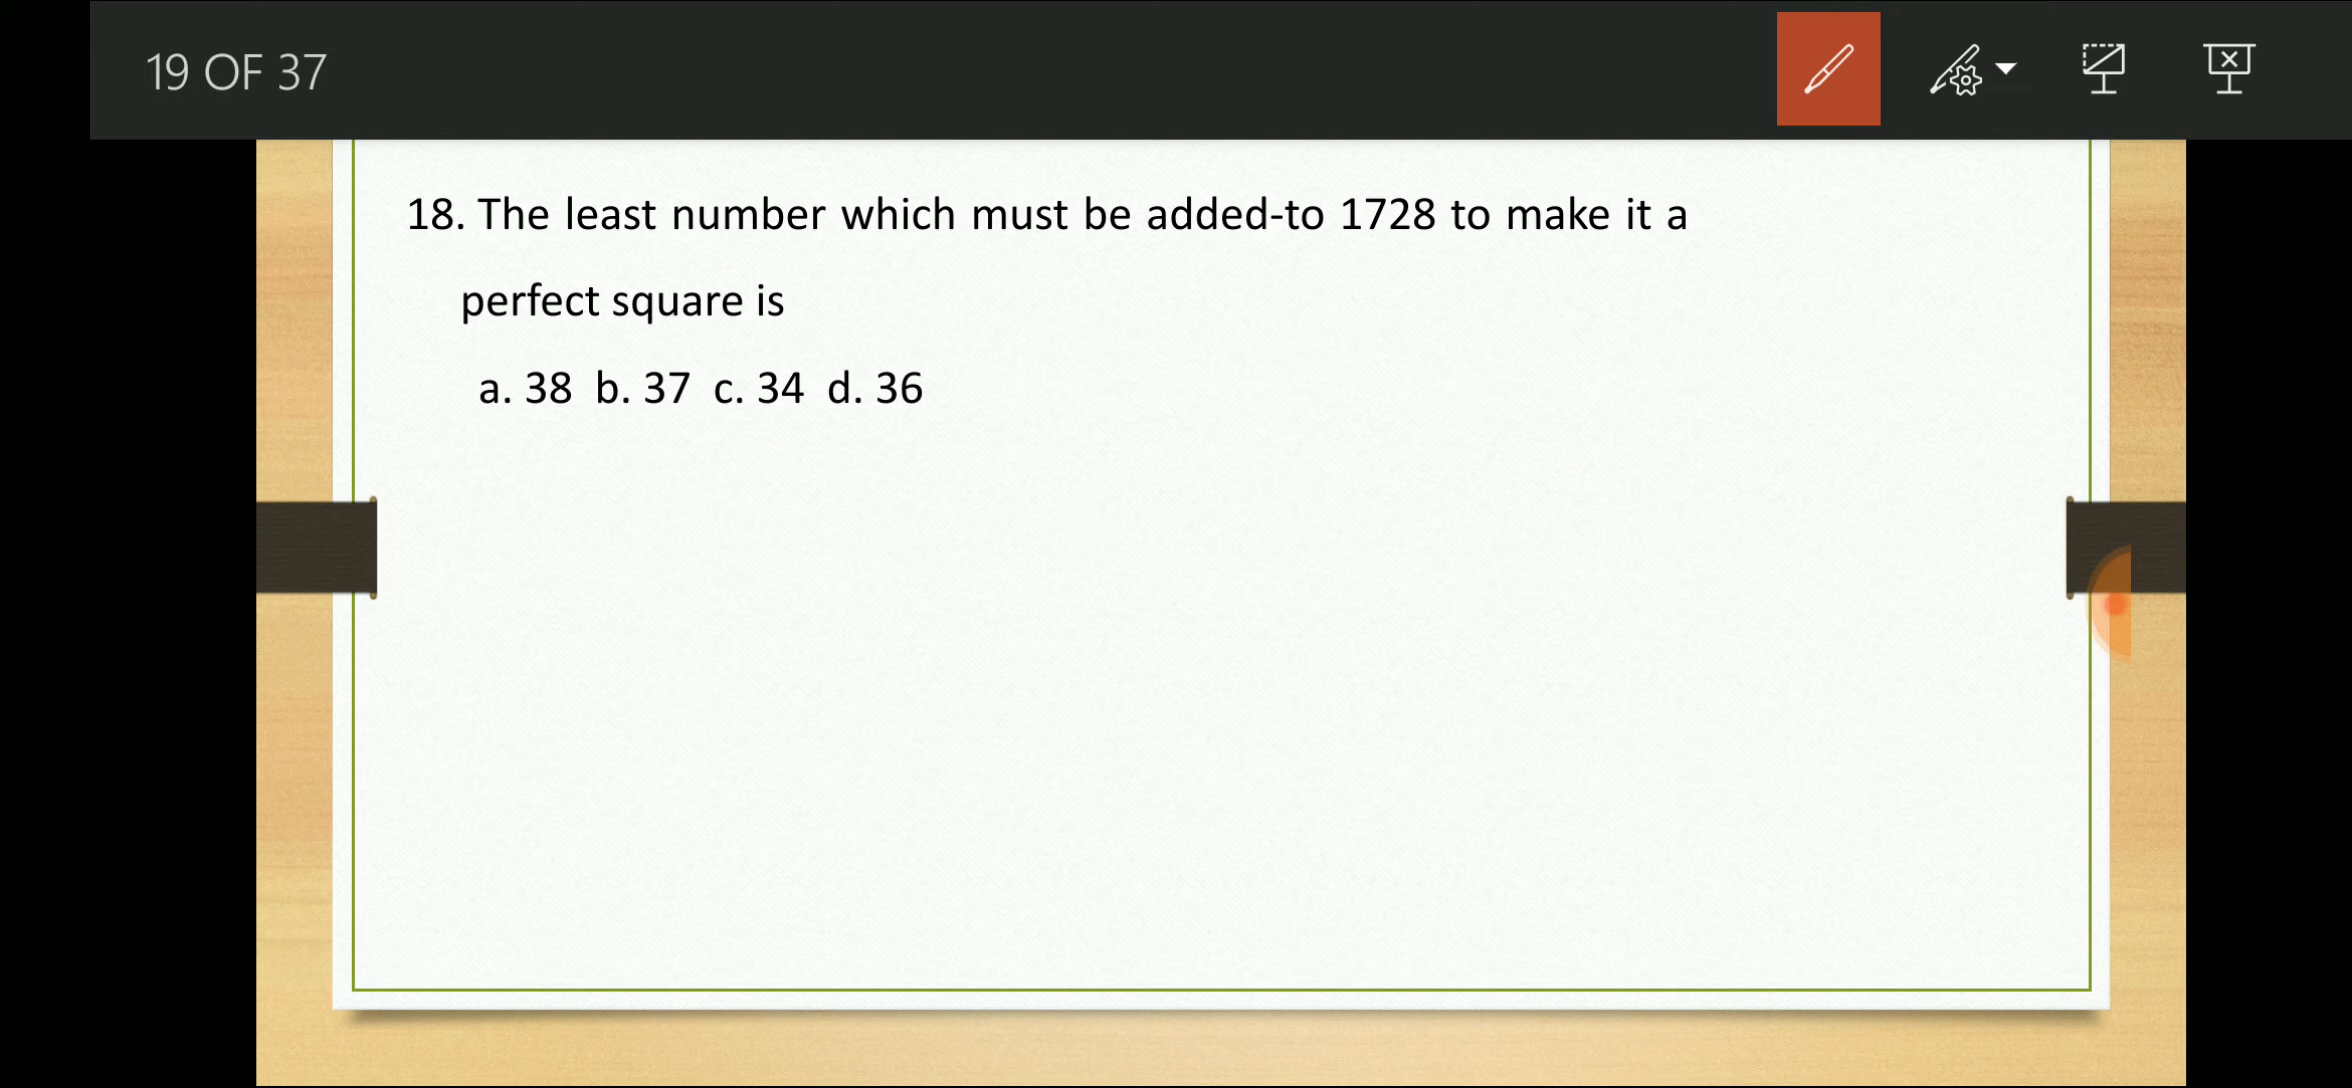 19 OF 37
18. The least number which must be added-to 1728 to make it a
perfect square is
a. 38 b. 37 c. 34 d. 36